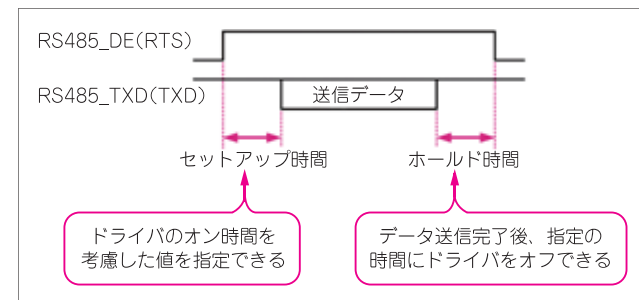 RS485_DE(RTS)
RS485_TXD(TXD)
送信データ
セットアップ時間
ホールド時間
ドライバのオン時間を
考慮した値を指定できる
データ送信完了後、指定の
時間にドライバをオフできる